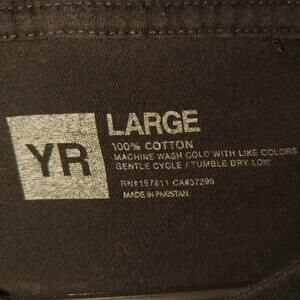 YR
LARGE
100% COTTON
MACHINE WASH COLD WITH LIKE COLORS
GENTLE CYCLE / TUMBLE DRY LOW
RN#157811 CA#37295
MADE IN PAKISTAN